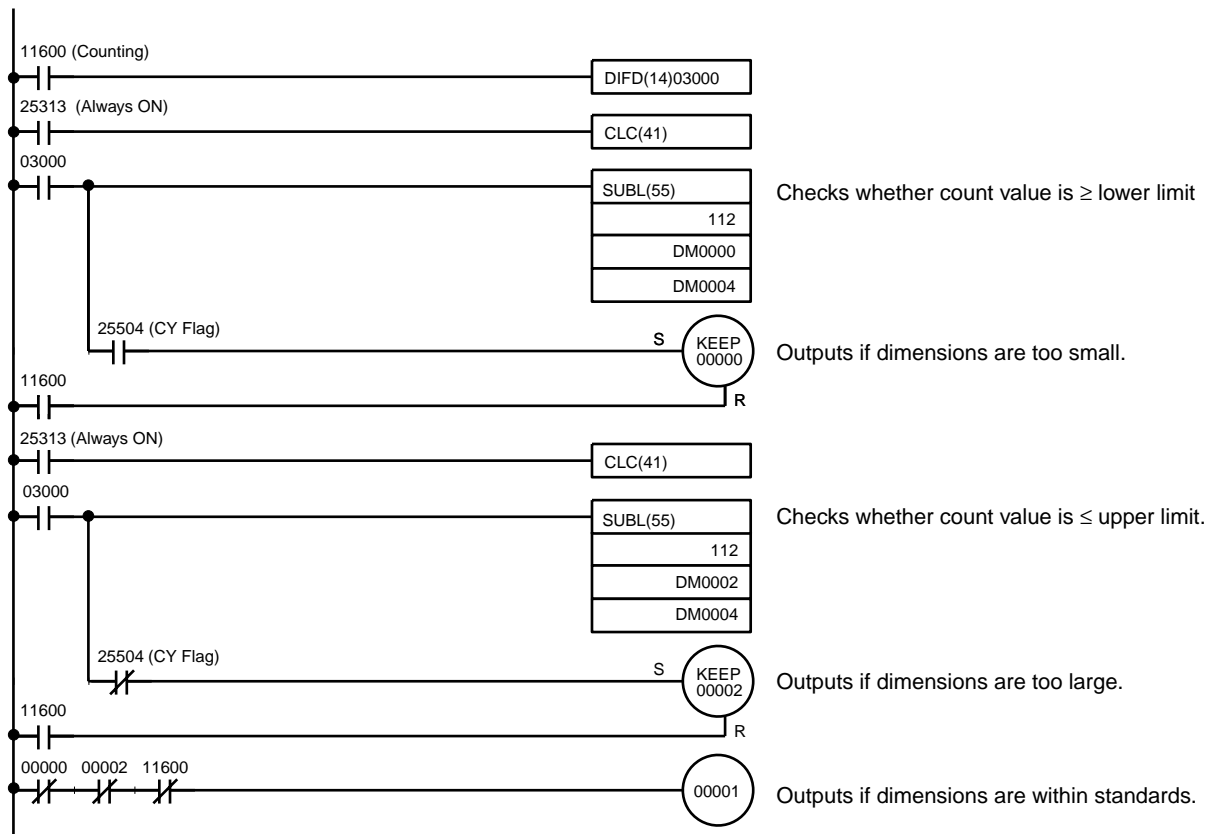 11600 (Counting)
DIFD(14)03000
25313 (Always ON)
CLC(41)
03000
SUBL(55)
Checks whether count value is ≥ lower limit
112
DM0000
DM0004
25504 (CY Flag)
S
KEEP
00000
Outputs if dimensions are too small.
11600
R
25313 (Always ON)
CLC(41)
03000
SUBL(55)
Checks whether count value is ≤ upper limit.
112
DM0002
DM0004
25504 (CY Flag)
S
KEEP
00002
Outputs if dimensions are too large.
11600
R
00000 00002 11600
00001
Outputs if dimensions are within standards.